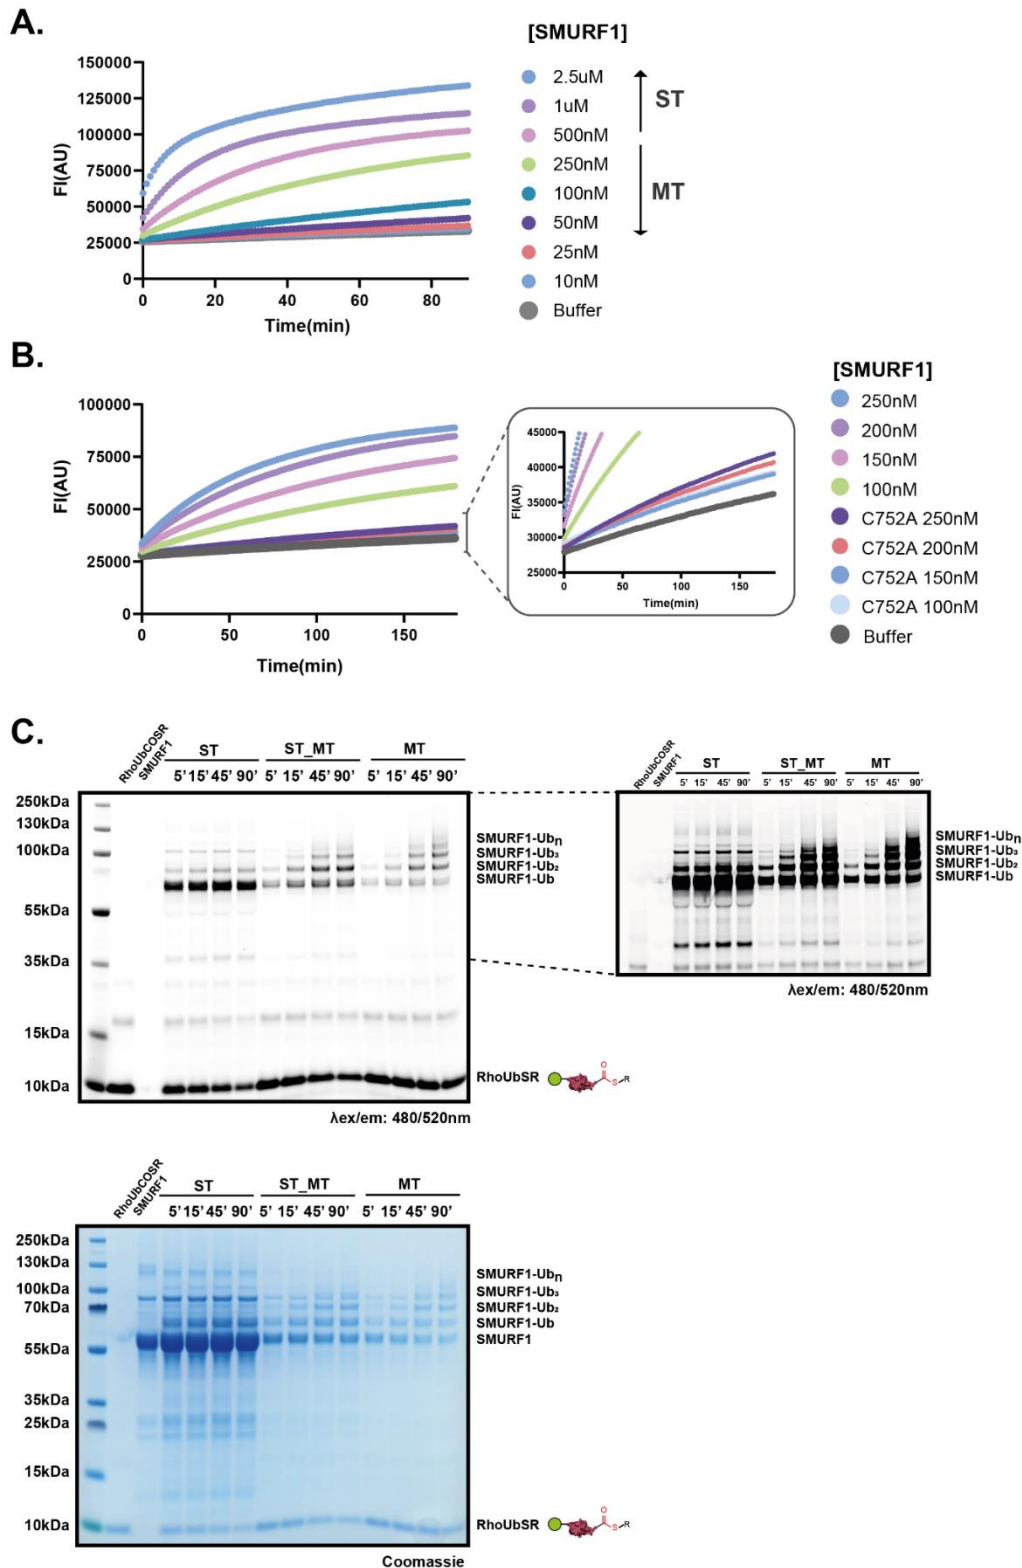 A.
[SMURF1]
150000
125000
100000
75000
50000
25000
0
FI(AU)
0 20 40 60 80
Time(min)
2.5uM
1uM
500nM
250nM
100nM
50nM
25nM
10nM
Buffer
ST
MT
B.
[SMURF1]
100000
75000
50000
25000
0
FI(AU)
0 50 100 150
Time(min)
45000
40000
35000
30000
25000
FI(AU)
0 50 100 150
Time(min)
250nM
200nM
150nM
100nM
C752A 250nM
C752A 200nM
C752A 150nM
C752A 100nM
Buffer
C.
RhoUbCOSR
SMURF1
ST ST_MT MT
5' 15' 45' 90' 5' 15' 45' 90' 5' 15' 45' 90'
250kDa
130kDa
100kDa
55kDa
35kDa
15kDa
10kDa
SMURF1-Ubn
SMURF1-Ub3
SMURF1-Ub2
SMURF1-Ub
RhoUbSR
O
S R
λex/em: 480/520nm
RhoUbCOSR
SMURF1
ST ST_MT MT
5' 15' 45' 90' 5' 15' 45' 90' 5' 15' 45' 90'
SMURF1-Ubn
SMURF1-Ub3
SMURF1-Ub2
SMURF1-Ub
λex/em: 480/520nm
RhoUbCOSR
SMURF1
ST ST_MT MT
5' 15' 45' 90' 5' 15' 45' 90' 5' 15' 45' 90'
250kDa
130kDa
100kDa
70kDa
55kDa
35kDa
25kDa
15kDa
10kDa
SMURF1-Ubn
SMURF1-Ub3
SMURF1-Ub2
SMURF1-Ub
SMURF1
RhoUbSR
O
S R
Coomassie